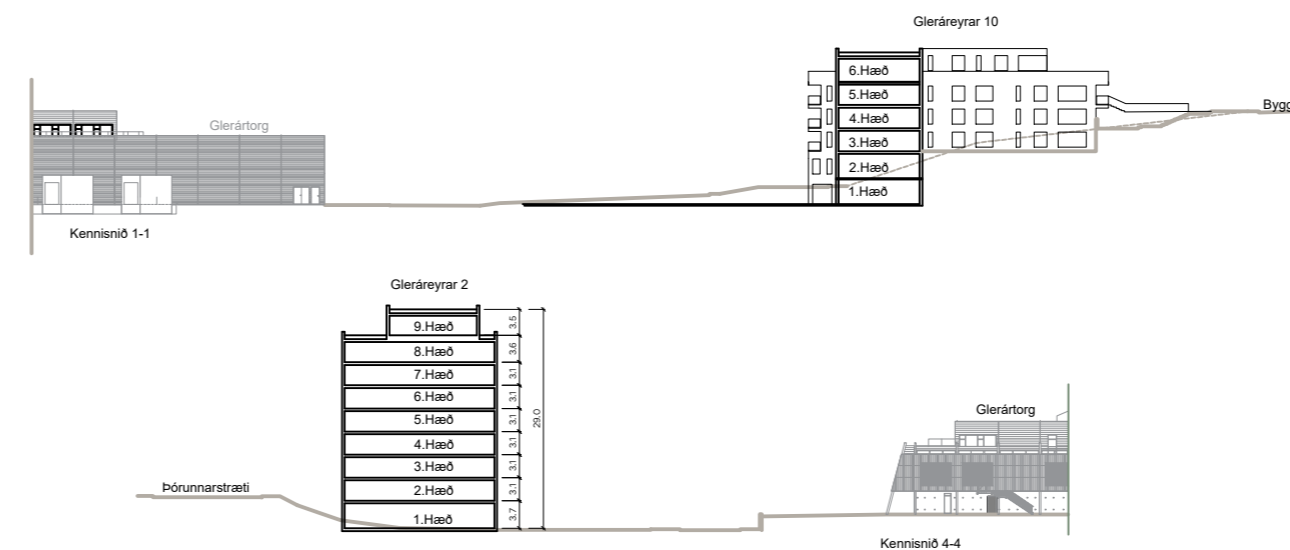 Gleráreyrar 10
6.Hæð
5.Hæð
4.Hæð
3.Hæð
2.Hæð
1.Hæð
Bygg
Glerártorg
Kennisnið 1-1
Gleráreyrar 2
9.Hæð
8.Hæð
7.Hæð
6.Hæð
5.Hæð
4.Hæð
3.Hæð
2.Hæð
1.Hæð
3.5
3.6
3.1
3.1
3.1
3.1
3.1
3.1
3.7
29.0
Þórunnarstræti
Glerártorg
Kennisnið 4-4